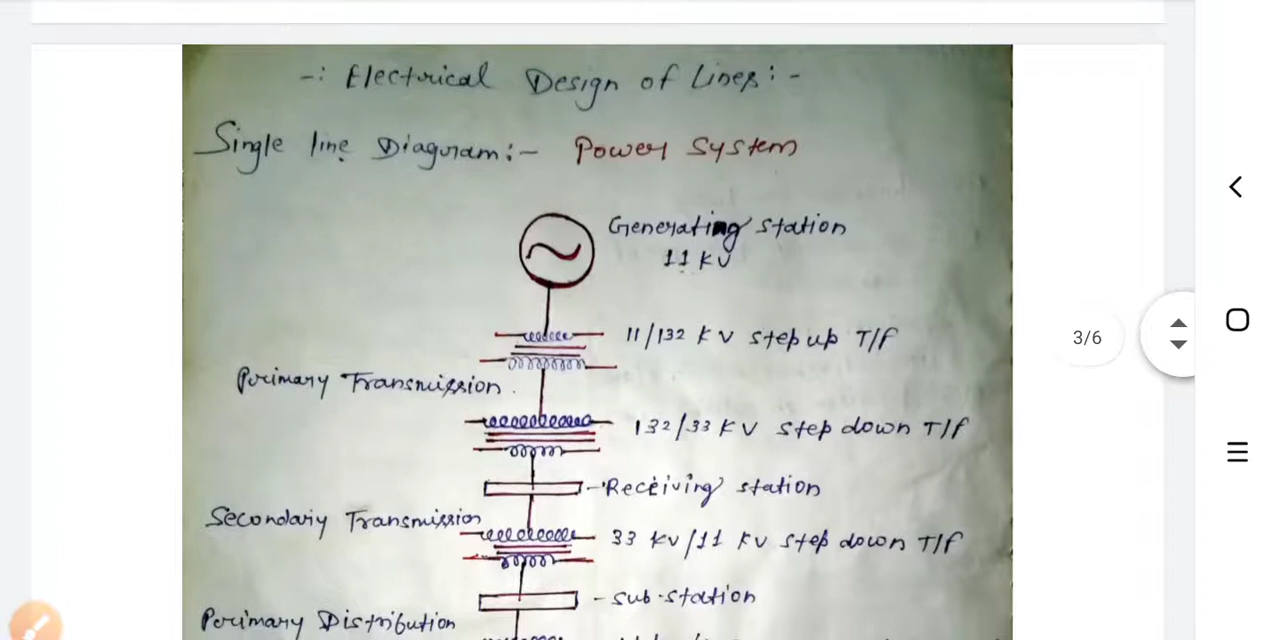 -: Electrical Design of Lines:-
Single line Diagram:- Power System
Generating station
11 KV
11/132 KV step up T/f
Primary Transmission
132/33 KV step down T/f
Receiving station
Secondary Transmission
33 KV/11 KV step down T/f
sub-station
Primary Distribution
3/6